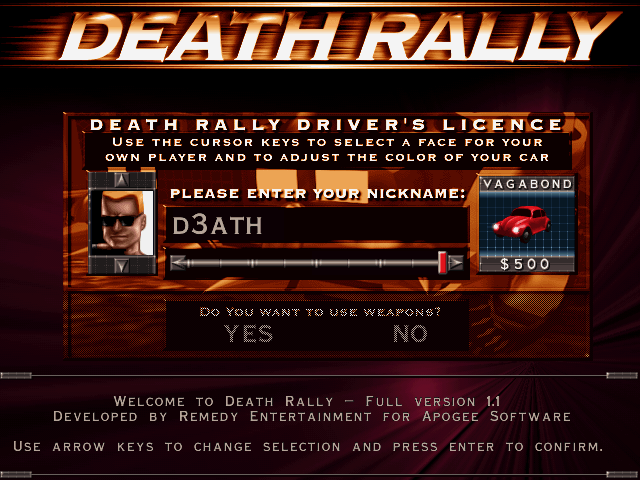 DEATH RALLY
DEATH RALLY DRIVER'S LICENCE
USE THE CURSOR KEYS TO SELECT A FACE FOR YOUR
OWN PLAYER AND TO ADJUST THE COLOR OF YOUR CAR
PLEASE ENTER YOUR NICKNAME:
D3ATH
VAGABOND
$500
DO YOU WANT TO USE WEAPONS?
YES NO
WELCOME TO DEATH RALLY – FULL VERSION 1.1
DEVELOPED BY REMEDY ENTERTAINMENT FOR APOGEE SOFTWARE
USE ARROW KEYS TO CHANGE SELECTION AND PRESS ENTER TO CONFIRM.